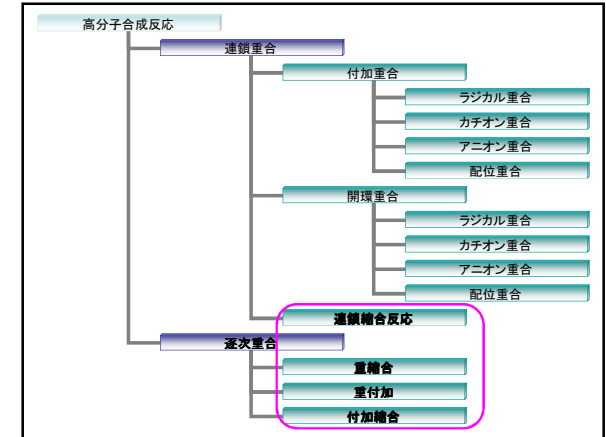 高分子合成反応
連鎖重合
付加重合
ラジカル重合
カチオン重合
アニオン重合
配位重合
開環重合
ラジカル重合
カチオン重合
アニオン重合
配位重合
連鎖縮合反応
逐次重合
重縮合
重付加
付加縮合